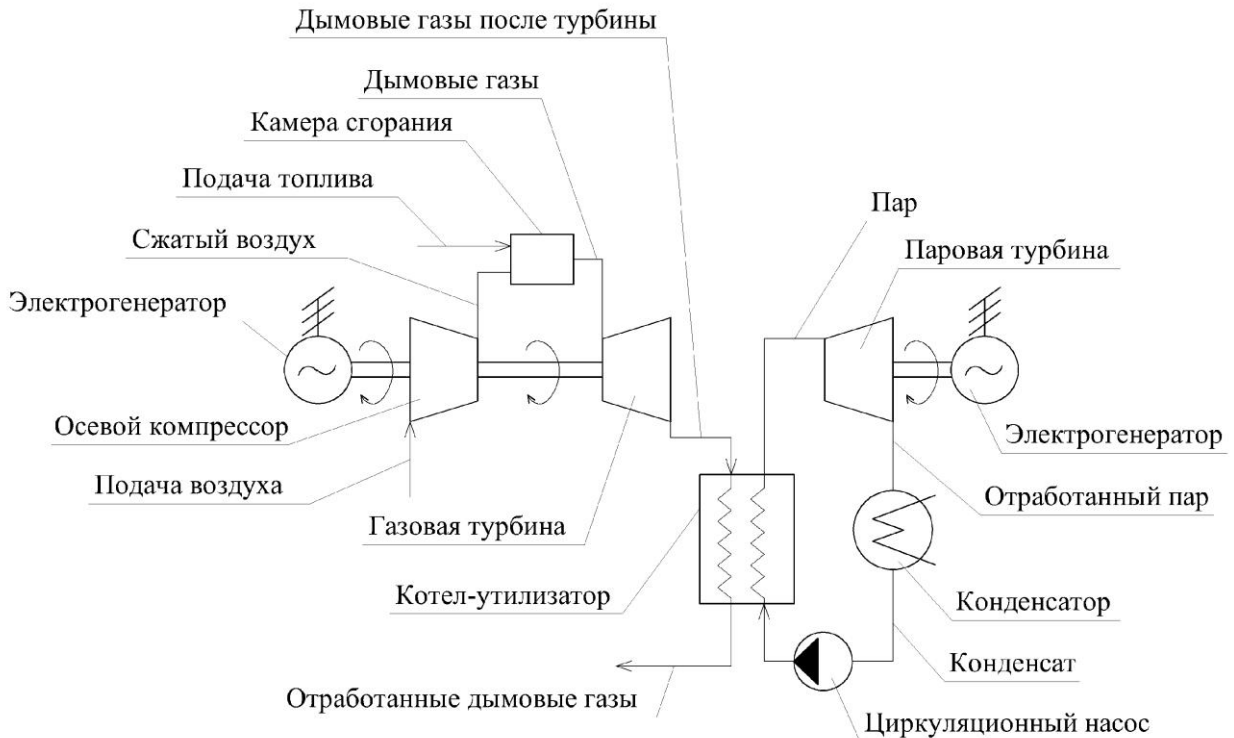 Дымовые газы после турбины
Дымовые газы
Камера сгорания
Подача топлива
Пар
Сжатый воздух
Паровая турбина
Электрогенератор
Осевой компрессор
Электрогенератор
Подача воздуха
Отработанный пар
Газовая турбина
Котел-утилизатор
Конденсатор
Конденсат
Отработанные дымовые газы
Циркуляционный насос